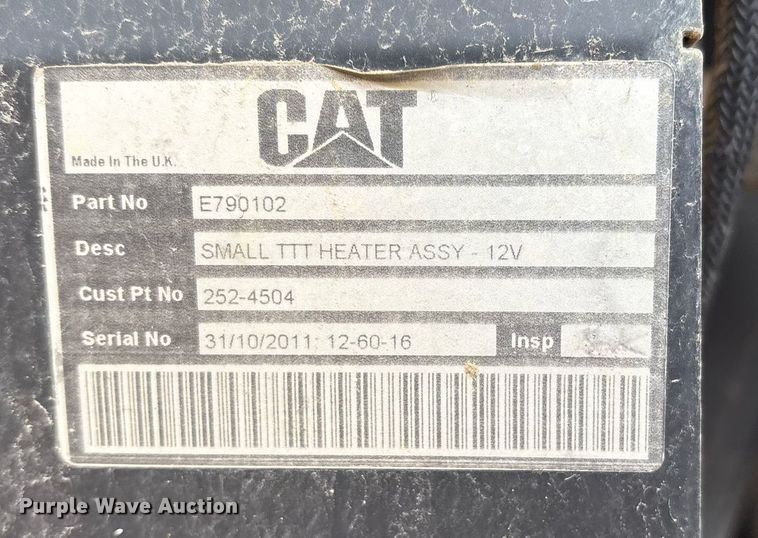 CAT
Made In The U.K.
Part No E790102
Desc SMALL TTT HEATER ASSY - 12V
Cust Pt No 252-4504
Serial No 31/10/2011: 12-60-16 Insp
Purple Wave Auction